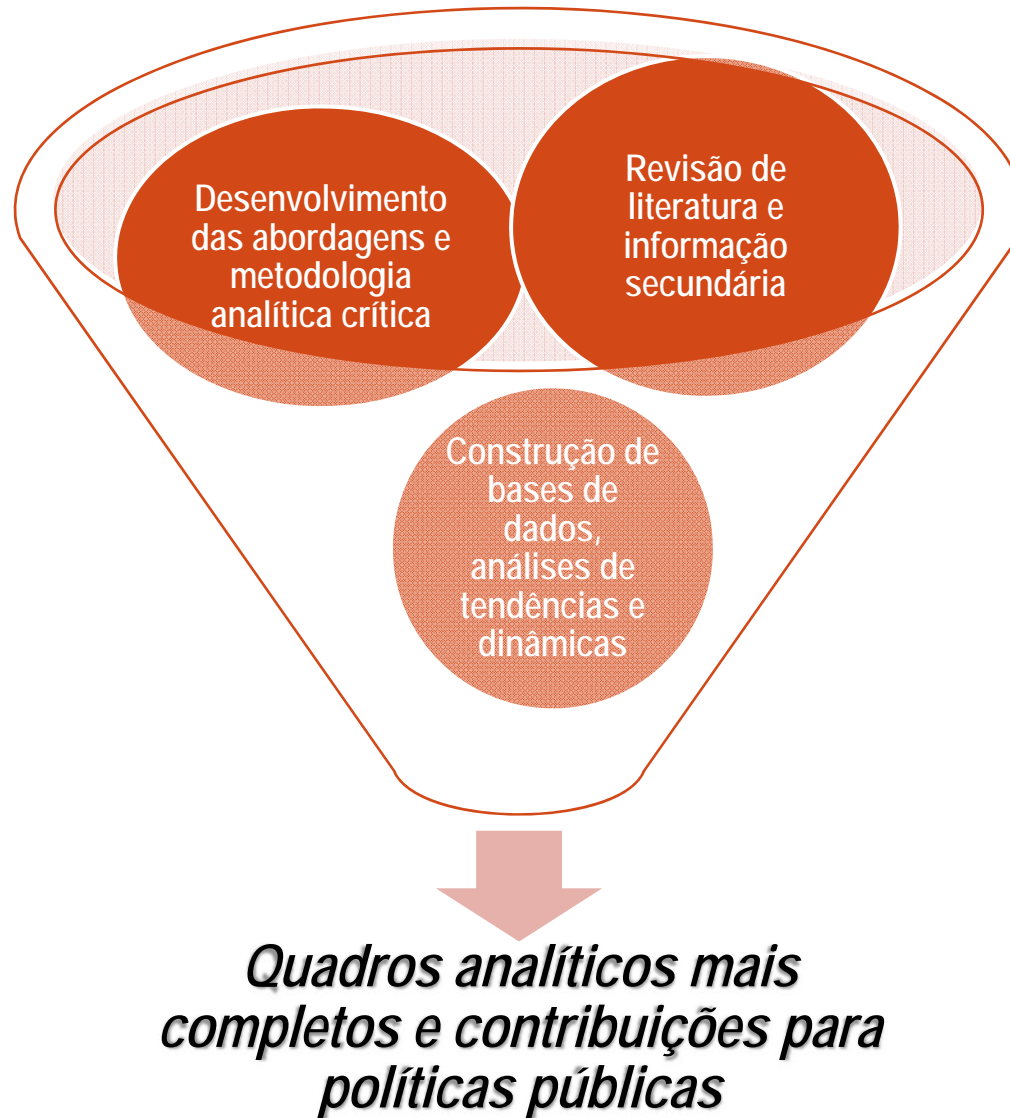 Desenvolvimento
das abordagens e
metodologia
analítica crítica
Revisão de
literatura e
informação
secundária
Construção de
bases de
dados,
análises de
tendências e
dinâmicas
Quadros analíticos mais
completos e contribuições para
políticas públicas